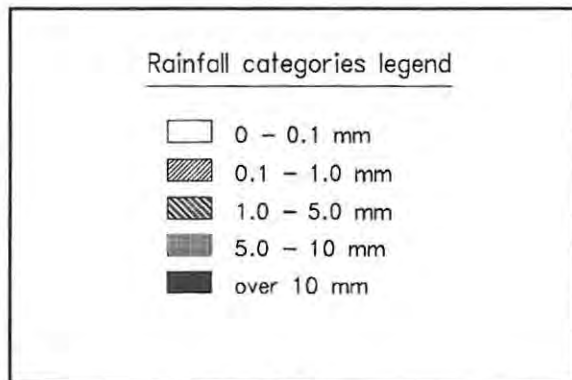 Rainfall categories legend
0 – 0.1 mm
0.1 – 1.0 mm
1.0 – 5.0 mm
5.0 – 10 mm
over 10 mm